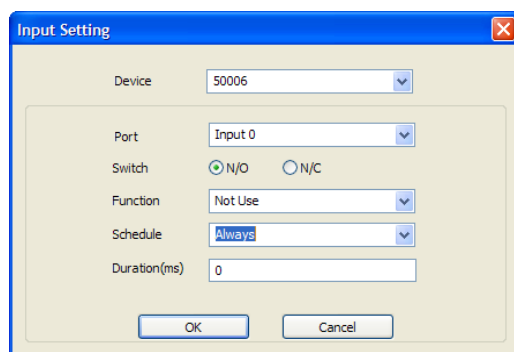 Input Setting
Device 50006
Port Input 0
Switch N/O N/C
Function Not Use
Schedule Always
Duration(ms) 0
OK Cancel